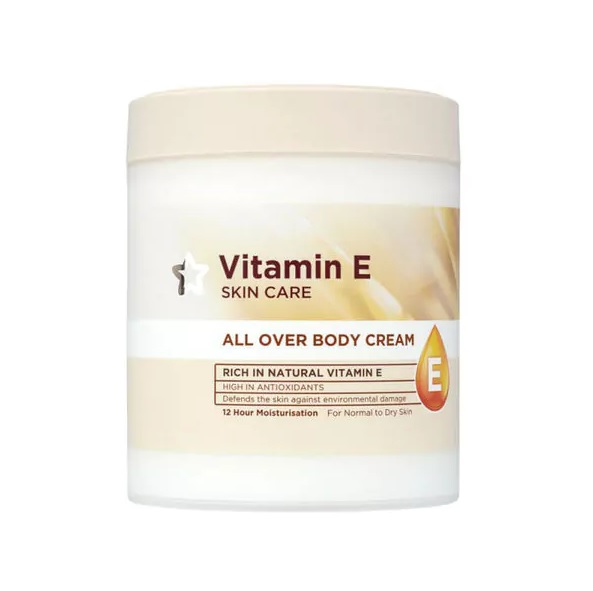 Vitamin E
SKIN CARE
ALL OVER BODY CREAM
E
RICH IN NATURAL VITAMIN E
HIGH IN ANTIOXIDANTS
Defends the skin against environmental damage
12 Hour Moisturisation For Normal to Dry Skin